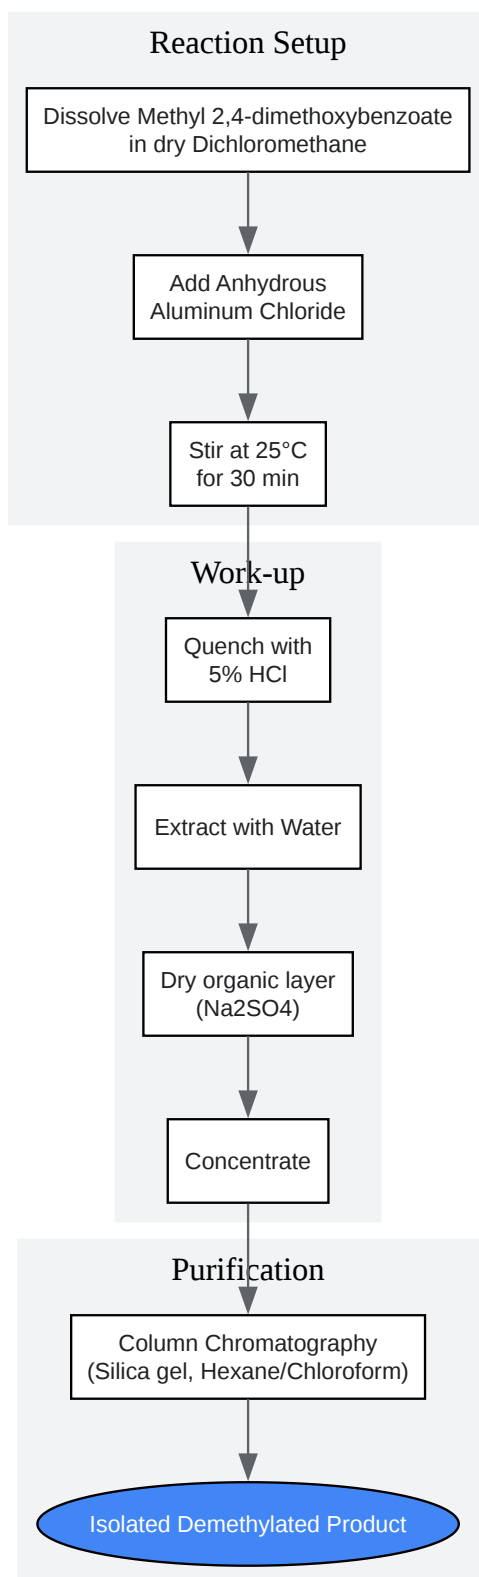 Reaction Setup
Dissolve Methyl 2,4-dimethoxybenzoate
in dry Dichloromethane
Add Anhydrous
Aluminum Chloride
Stir at 25°C
for 30 min
Work-up
Quench with
5% HCl
Extract with Water
Dry organic layer
(Na2SO4)
Concentrate
Purification
Column Chromatography
(Silica gel, Hexane/Chloroform)
Isolated Demethylated Product